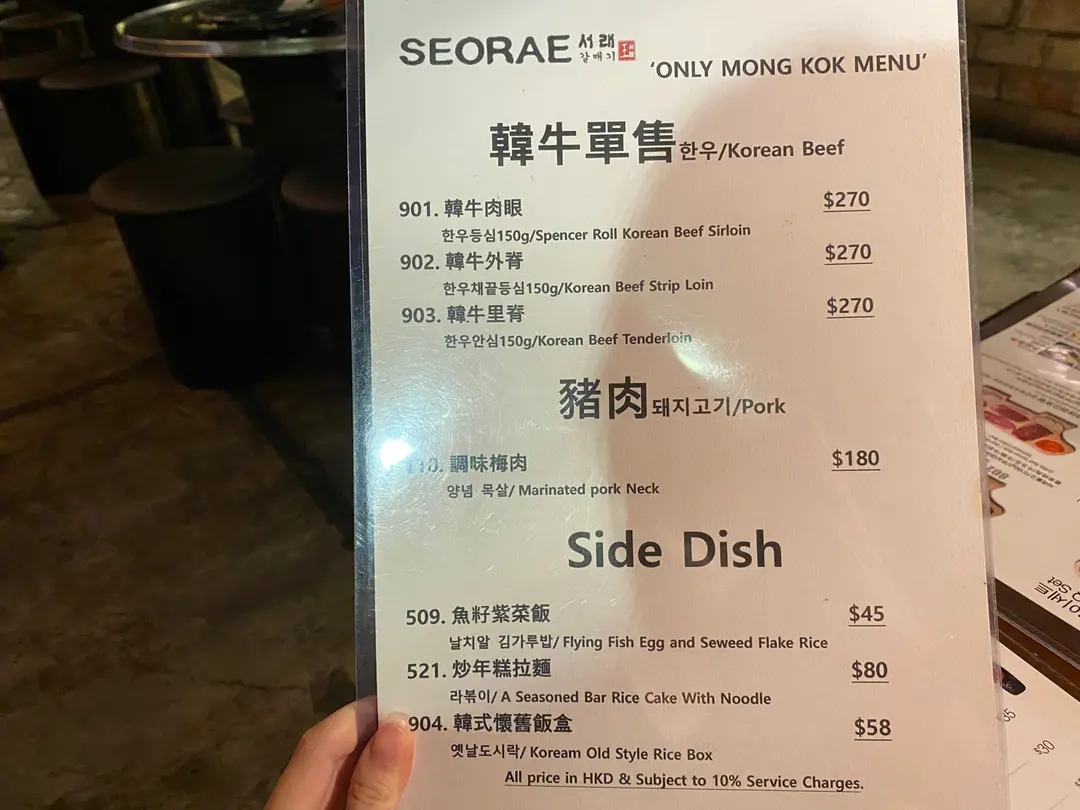 SEORAE 서래 갈매기
'ONLY MONG KOK MENU'
韓牛單售한우/Korean Beef
901. 韓牛肉眼 $270
한우등심150g/Spencer Roll Korean Beef Sirloin
902. 韓牛外脊 $270
한우채끝등심150g/Korean Beef Strip Loin
903. 韓牛里脊 $270
한우안심150g/Korean Beef Tenderloin
豬肉돼지고기/Pork
110. 調味梅肉 $180
양념 목살/ Marinated pork Neck
Side Dish
509. 魚籽紫菜飯 $45
날치알 김가루밥/ Flying Fish Egg and Seweed Flake Rice
521. 炒年糕拉麵 $80
라볶이/ A Seasoned Bar Rice Cake With Noodle
904. 韓式懷舊飯盒 $58
옛날도시락/ Koream Old Style Rice Box
All price in HKD & Subject to 10% Service Charges.
$30